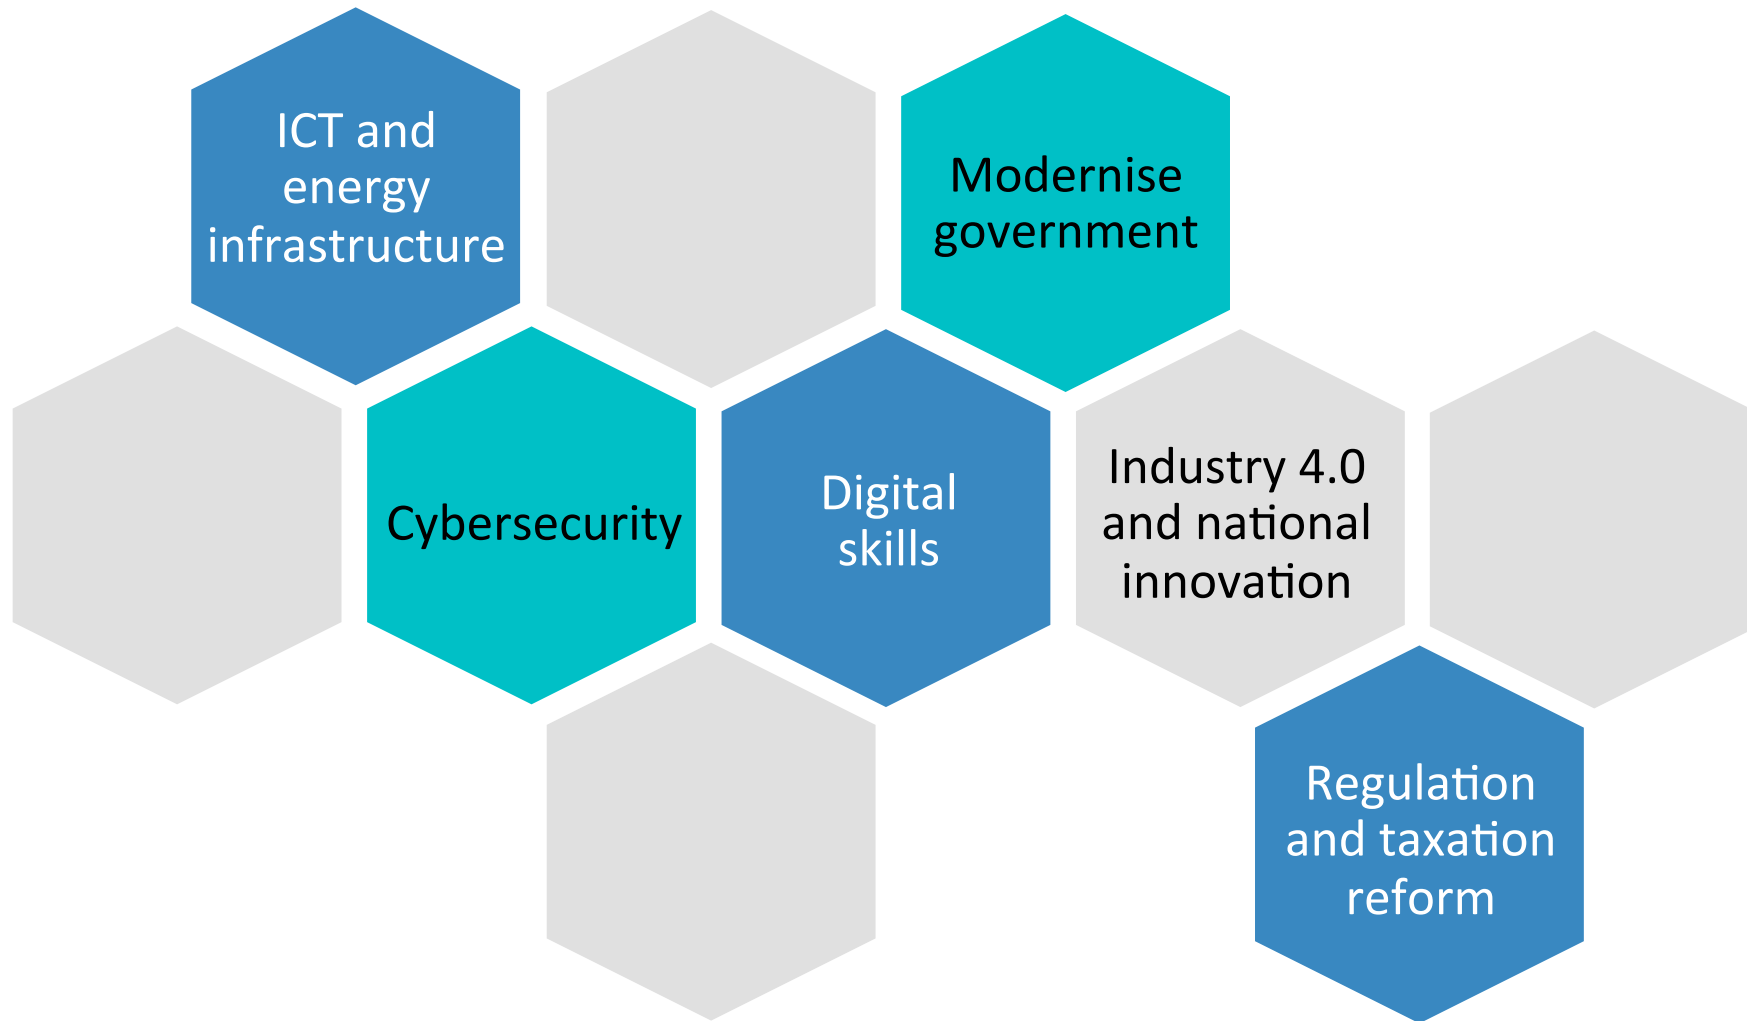 ICT and
energy
infrastructure
Modernise
government
Cybersecurity
Digital
skills
Industry 4.0
and national
innovation
Regulation
and taxation
reform